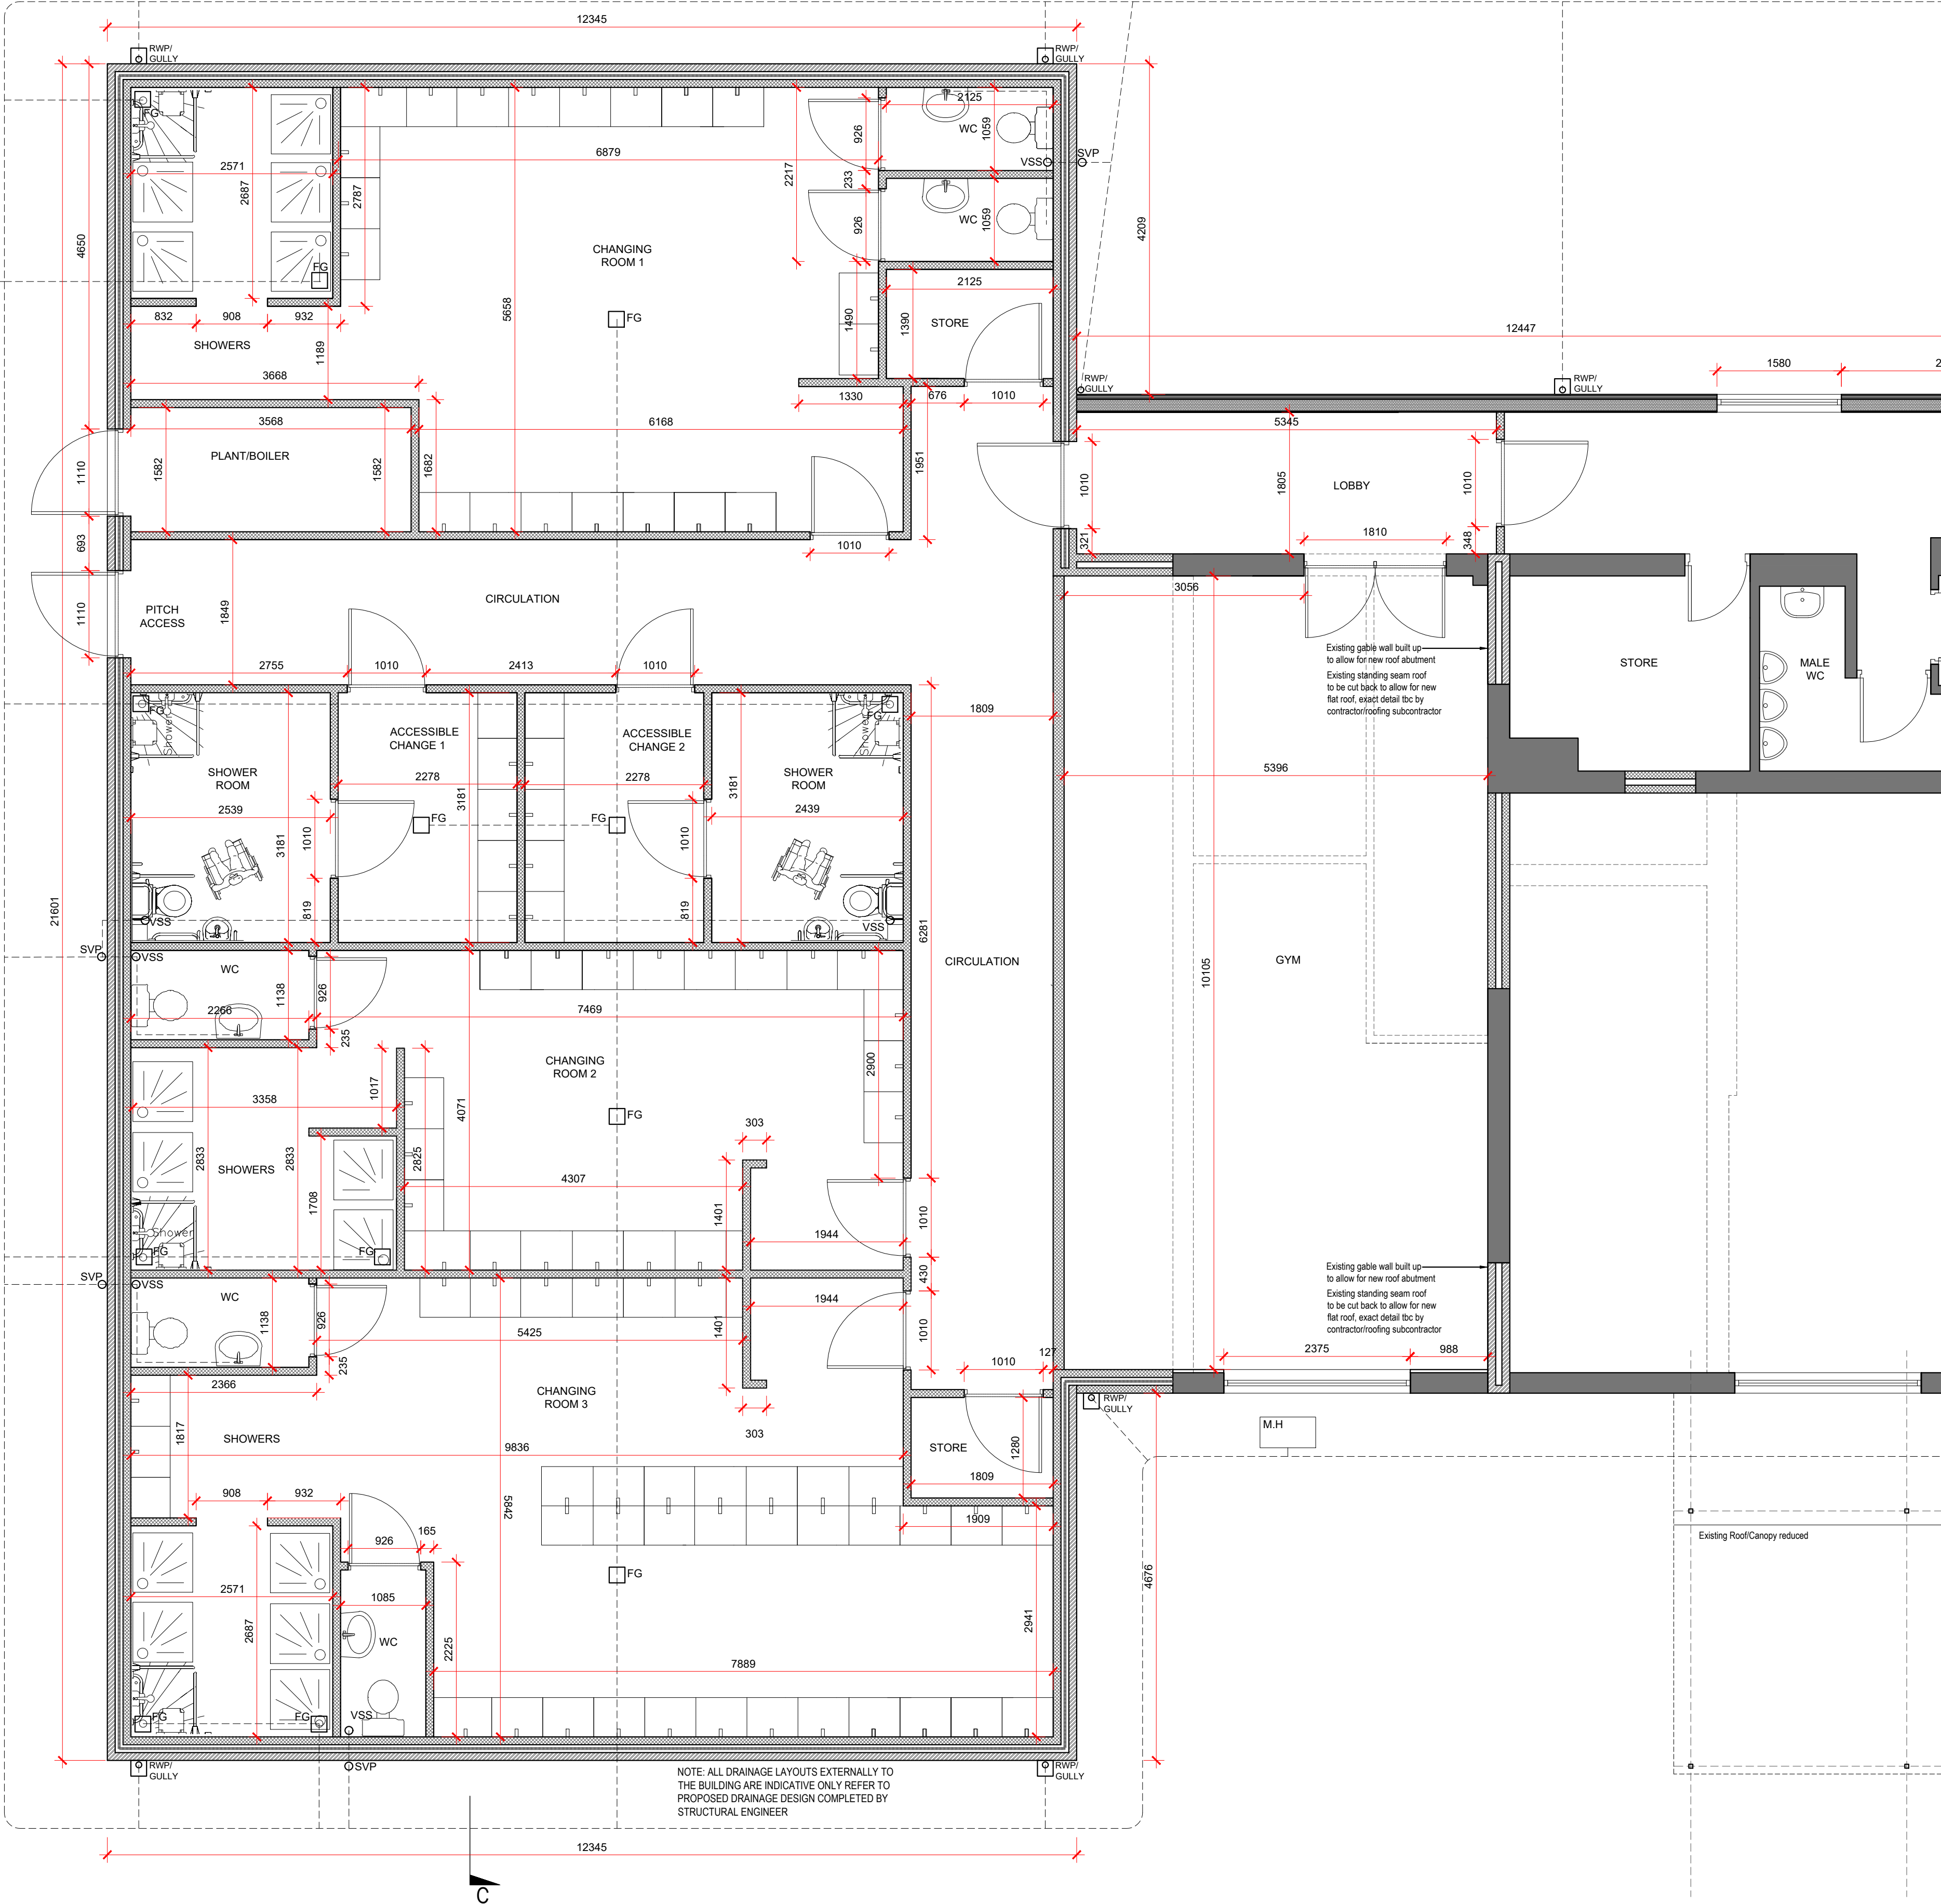 12345
RWP/
GULLY
RWP/
GULLY
FG
2571
2687
2787
6879
5658
2217
926
233
926
2125
WC
1059
VSS
SVP
WC
1059
4650
4209
CHANGING
ROOM 1
FG
FG
832
908
932
SHOWERS
1189
1490
1390
2125
STORE
12447
1580
2
RWP/
GULLY
RWP/
GULLY
3668
3568
6168
1330
676
1010
5345
PLANT/BOILER
1582
1582
1682
1951
1110
1010
1805
LOBBY
1010
693
321
1810
348
1010
1110
PITCH
ACCESS
1849
CIRCULATION
3056
Existing gable wall built up
to allow for new roof abutment
Existing standing seam roof
to be cut back to allow for new
flat roof, exact detail tbc by
contractor/roofing subcontractor
STORE
MALE
WC
2755
1010
2413
1010
FG
Shower
ACCESSIBLE
CHANGE 1
ACCESSIBLE
CHANGE 2
FG
Shower
1809
SHOWER
ROOM
2278
2278
SHOWER
ROOM
5396
2539
3181
3181
2439
3181
1010
FG
FG
1010
819
819
21601
VSS
VSS
6281
SVP
VSS
WC
1138
926
2266
235
7469
CIRCULATION
GYM
10105
CHANGING
ROOM 2
2900
1017
3358
4071
FG
303
2833
SHOWERS
2833
2825
1708
4307
1401
1010
Shower
1944
FG
FG
SVP
VSS
430
WC
1138
926
5425
1401
1944
1010
235
127
1010
Existing gable wall built up
to allow for new roof abutment
Existing standing seam roof
to be cut back to allow for new
flat roof, exact detail tbc by
contractor/roofing subcontractor
2375
988
2366
CHANGING
ROOM 3
303
RWP/
GULLY
M.H
1817
SHOWERS
9836
STORE
1280
1809
908
932
5842
1909
926
165
Existing Roof/Canopy reduced
2571
2687
1085
FG
4676
WC
2225
2941
7889
FG
FG
VSS
RWP/
GULLY
SVP
RWP/
GULLY
NOTE: ALL DRAINAGE LAYOUTS EXTERNALLY TO
THE BUILDING ARE INDICATIVE ONLY REFER TO
PROPOSED DRAINAGE DESIGN COMPLETED BY
STRUCTURAL ENGINEER
12345
C